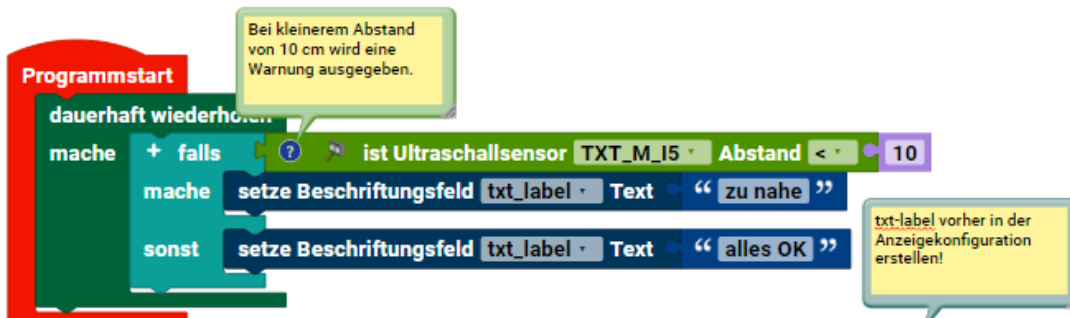 Bei kleinerem Abstand
von 10 cm wird eine
Warnung ausgegeben.
Programmstart
dauerhaft wiederholen
mache + falls ? ist Ultraschallsensor TXT_M_I5 Abstand < 10
mache setze Beschriftungsfeld txt_label Text “ zu nahe ”
sonst setze Beschriftungsfeld txt_label Text “ alles OK ”
txt-label vorher in der
Anzeigekonfiguration
erstellen!